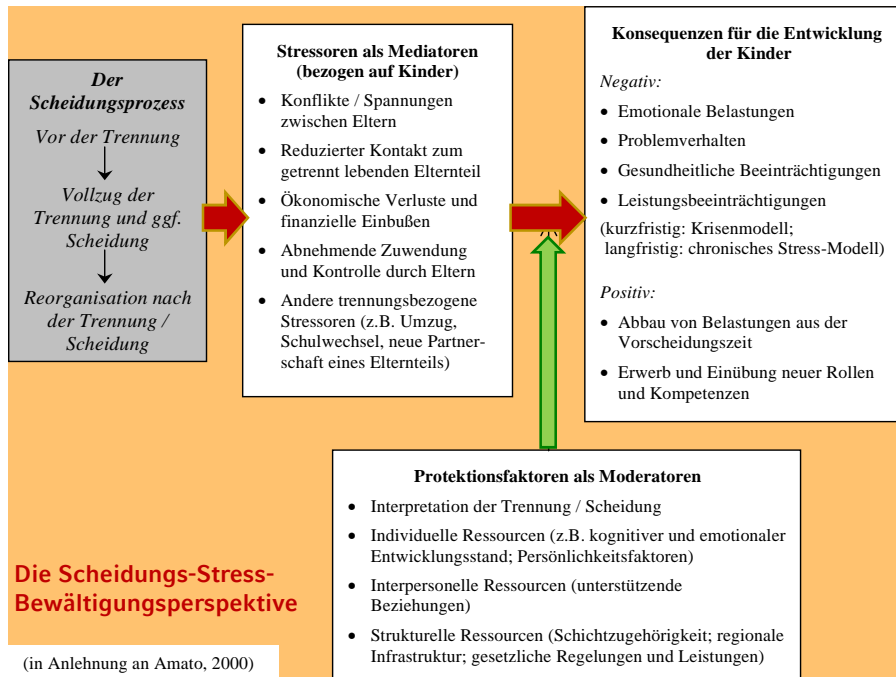 Der
Scheidungsprozess
Vor der Trennung
Vollzug der
Trennung und ggf.
Scheidung
Reorganisation nach
der Trennung /
Scheidung
Stressoren als Mediatoren
(bezogen auf Kinder)
• Konflikte / Spannungen
zwischen Eltern
• Reduzierter Kontakt zum
getrennt lebenden Elternteil
• Ökonomische Verluste und
finanzielle Einbußen
• Abnehmende Zuwendung
und Kontrolle durch Eltern
• Andere trennungsbezogene
Stressoren (z.B. Umzug,
Schulwechsel, neue Partner-
schaft eines Elternteils)
Konsequenzen für die Entwicklung
der Kinder
Negativ:
• Emotionale Belastungen
• Problemverhalten
• Gesundheitliche Beeinträchtigungen
• Leistungsbeeinträchtigungen
(kurzfristig: Krisenmodell;
langfristig: chronisches Stress-Modell)
Positiv:
• Abbau von Belastungen aus der
Vorscheidungszeit
• Erwerb und Einübung neuer Rollen
und Kompetenzen
Protektionsfaktoren als Moderatoren
• Interpretation der Trennung / Scheidung
• Individuelle Ressourcen (z.B. kognitiver und emotionaler
Entwicklungsstand; Persönlichkeitsfaktoren)
• Interpersonelle Ressourcen (unterstützende
Beziehungen)
• Strukturelle Ressourcen (Schichtzugehörigkeit; regionale
Infrastruktur; gesetzliche Regelungen und Leistungen)
Die Scheidungs-Stress-
Bewältigungsperspektive
(in Anlehnung an Amato, 2000)